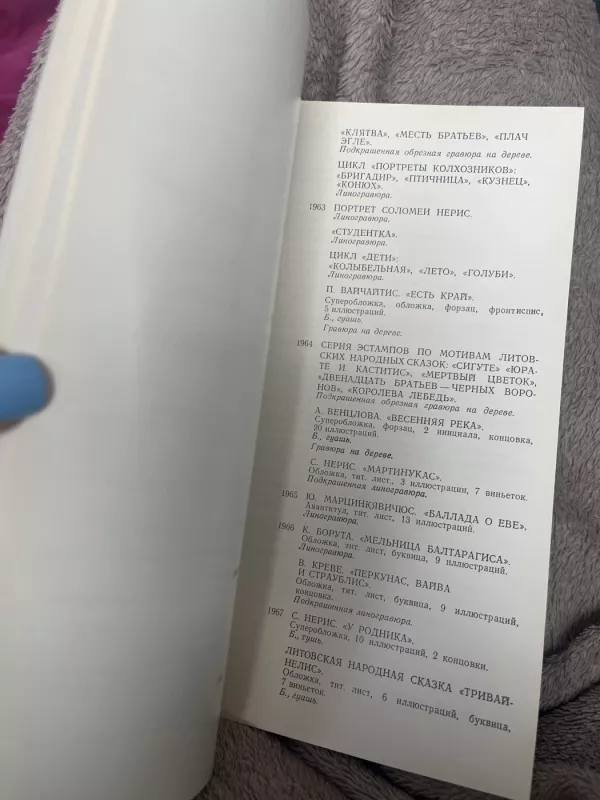 «КЛЯТВА», «МЕСТЬ БРАТЬЕВ», «ПЛАЧ
ЭГЛЕ».
Подкрашенная обрезная гравюра на дереве.
ЦИКЛ «ПОРТРЕТЫ КОЛХОЗНИКОВ»:
«БРИГАДИР», «ПТИЧНИЦА», «КУЗНЕЦ»,
«КОНЮХ».
Линогравюра.
1963 ПОРТРЕТ СОЛОМЕИ НЕРИС.
Линогравюра.
«СТУДЕНТКА».
Линогравюра.
ЦИКЛ «ДЕТИ»:
«КОЛЫБЕЛЬНАЯ», «ЛЕТО», «ГОЛУБИ».
Линогравюра.
П. ВАЙЧАЙТИС. «ЕСТЬ КРАЙ».
Суперобложка, обложка, форзац, фронтиспис,
5 иллюстраций.
Б., гуашь.
Гравюра на дереве.
1964 СЕРИЯ ЭСТАМПОВ ПО МОТИВАМ ЛИТОВ-
СКИХ НАРОДНЫХ СКАЗОК: «СИГУТЕ» «ЮРА-
ТЕ И КАСТИТИС», «МЕРТВЫЙ ЦВЕТОК»,
«ДВЕНАДЦАТЬ БРАТЬЕВ — ЧЕРНЫХ ВОРО-
НОВ», «КОРОЛЕВА ЛЕБЕДЬ».
Подкрашенная обрезная гравюра на дереве.
А. ВЕНЦЛОВА. «ВЕСЕННЯЯ РЕКА».
Суперобложка, форзац, 2 инициала, концовка,
20 иллюстраций.
Б., гуашь.
Гравюра на дереве.
С. НЕРИС. «МАРТИНУКАС».
Обложка, тит. лист., 3 иллюстрации, 7 виньеток.
Подкрашенная линогравюра.
1965 Ю. МАРЦИНКЯВИЧЮС. «БАЛЛАДА О ЕВЕ».
Авантитул, тит. лист, 13 иллюстраций.
Линогравюра.
1966 К. БОРУТА. «МЕЛЬНИЦА БАЛТАРАГИСА».
Обложка, тит. лист, буквица, 9 иллюстраций.
Линогравюра.
В. КРЕВЕ. «ПЕРКУНАС, ВАЙВА
И СТРАУБЛИС».
Обложка, тит. лист, буквица, 9 иллюстраций,
концовка.
Подкрашенная линогравюра.
1967 С. НЕРИС. «У РОДНИКА».
Суперобложка, 10 иллюстраций, 2 концовки.
Б., тушь.
ЛИТОВСКАЯ НАРОДНАЯ СКАЗКА «ТРИВАЙ-
НЕЛИС».
Обложка, тит. лист, 6 иллюстраций, буквица,
7 виньеток.
Б., гуашь.